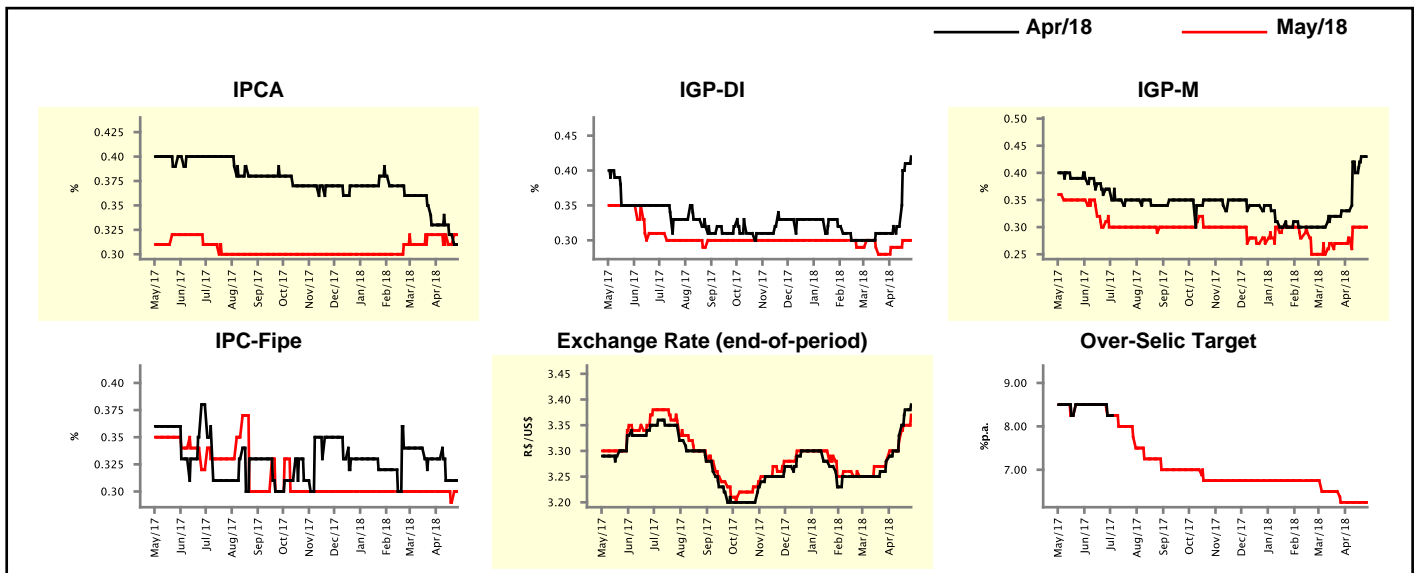 Apr/18 May/18
IPCA
%
0.425
0.40
0.375
0.35
0.325
0.30
May/17 Jun/17 Jul/17 Aug/17 Sep/17 Oct/17 Nov/17 Dec/17 Jan/18 Feb/18 Mar/18 Apr/18
IGP-DI
%
0.45
0.40
0.35
0.30
May/17 Jun/17 Jul/17 Aug/17 Sep/17 Oct/17 Nov/17 Dec/17 Jan/18 Feb/18 Mar/18 Apr/18
IGP-M
%
0.50
0.45
0.40
0.35
0.30
0.25
May/17 Jun/17 Jul/17 Aug/17 Sep/17 Oct/17 Nov/17 Dec/17 Jan/18 Feb/18 Mar/18 Apr/18
IPC-Fipe
%
0.40
0.375
0.35
0.325
0.30
May/17 Jun/17 Jul/17 Aug/17 Sep/17 Oct/17 Nov/17 Dec/17 Jan/18 Feb/18 Mar/18 Apr/18
Exchange Rate (end-of-period)
R$/US$
3.45
3.40
3.35
3.30
3.25
3.20
May/17 Jun/17 Jul/17 Aug/17 Sep/17 Oct/17 Nov/17 Dec/17 Jan/18 Feb/18 Mar/18 Apr/18
Over-Selic Target
%p.a.
9.00
8.00
7.00
May/17 Jun/17 Jul/17 Aug/17 Sep/17 Oct/17 Nov/17 Dec/17 Jan/18 Feb/18 Mar/18 Apr/18